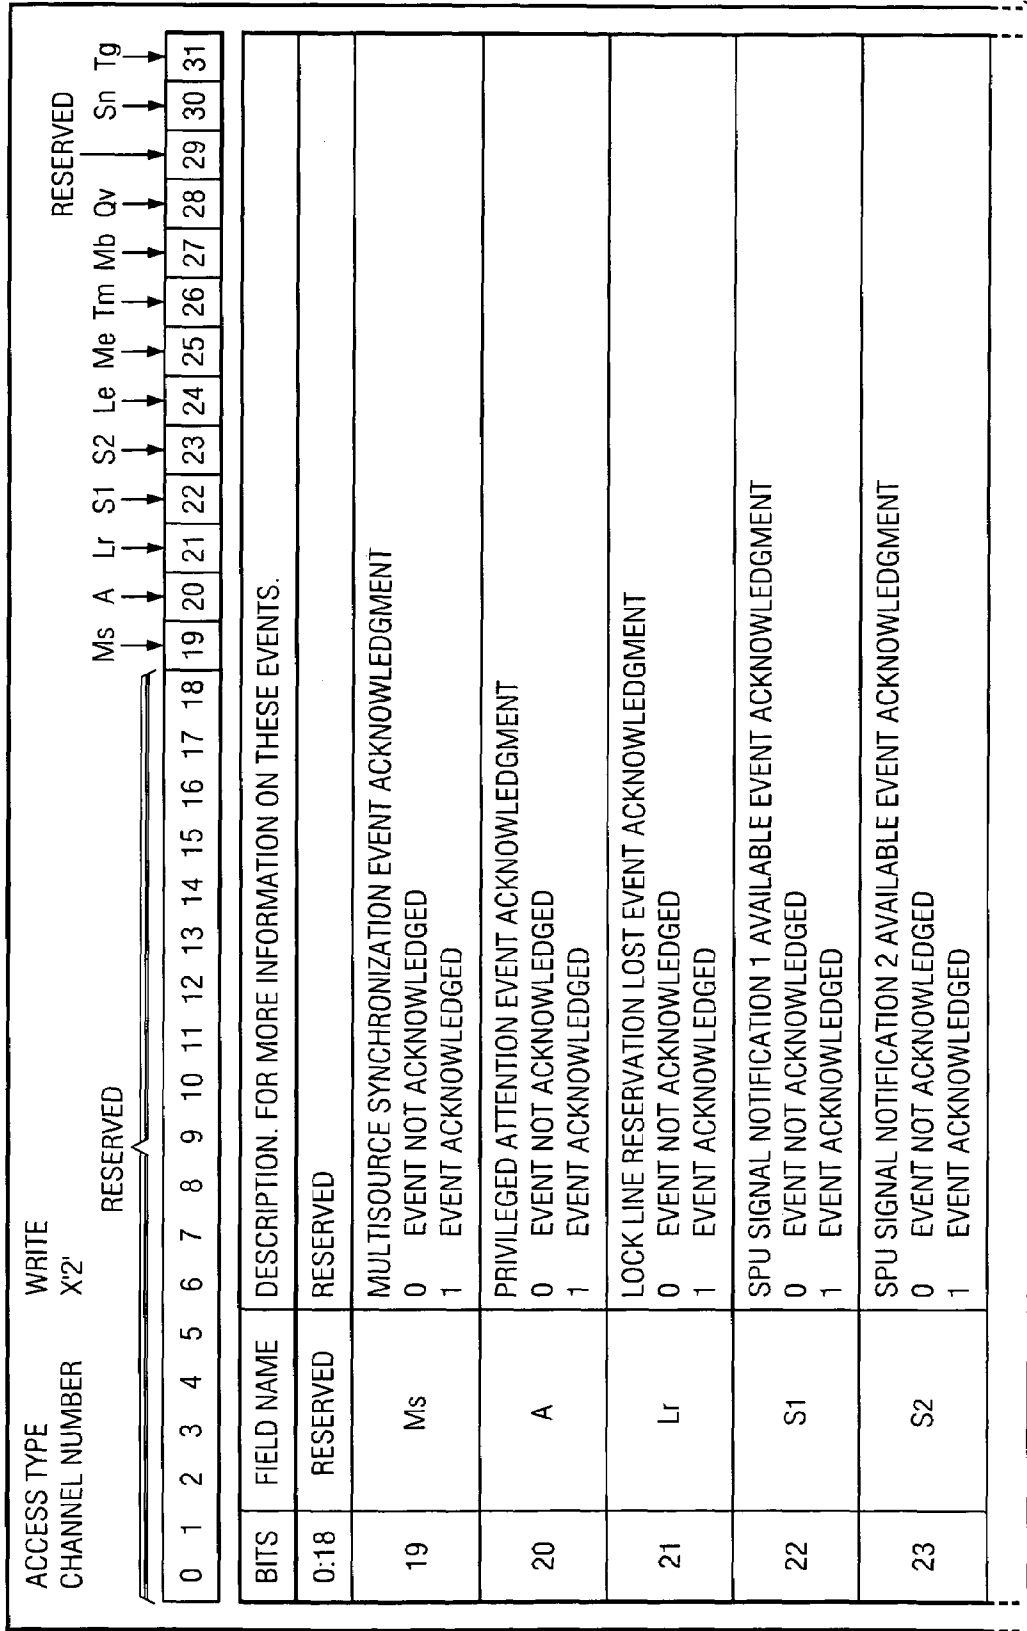 ACCESS TYPE WRITE
CHANNEL NUMBER X'2'
RESERVED
RESERVED
Ms A Lr S1 S2 Le Me Tm Mb Qv Sn Tg
0 1 2 3 4 5 6 7 8 9 10 11 12 13 14 15 16 17 18 19 20 21 22 23 24 25 26 27 28 29 30 31
BITS FIELD NAME DESCRIPTION. FOR MORE INFORMATION ON THESE EVENTS.
0:18 RESERVED RESERVED
19 Ms MULTISOURCE SYNCHRONIZATION EVENT ACKNOWLEDGMENT
0 EVENT NOT ACKNOWLEDGED
1 EVENT ACKNOWLEDGED
20 A PRIVILEGED ATTENTION EVENT ACKNOWLEDGMENT
0 EVENT NOT ACKNOWLEDGED
1 EVENT ACKNOWLEDGED
21 Lr LOCK LINE RESERVATION LOST EVENT ACKNOWLEDGMENT
0 EVENT NOT ACKNOWLEDGED
1 EVENT ACKNOWLEDGED
22 S1 SPU SIGNAL NOTIFICATION 1 AVAILABLE EVENT ACKNOWLEDGMENT
0 EVENT NOT ACKNOWLEDGED
1 EVENT ACKNOWLEDGED
23 S2 SPU SIGNAL NOTIFICATION 2 AVAILABLE EVENT ACKNOWLEDGMENT
0 EVENT NOT ACKNOWLEDGED
1 EVENT ACKNOWLEDGED